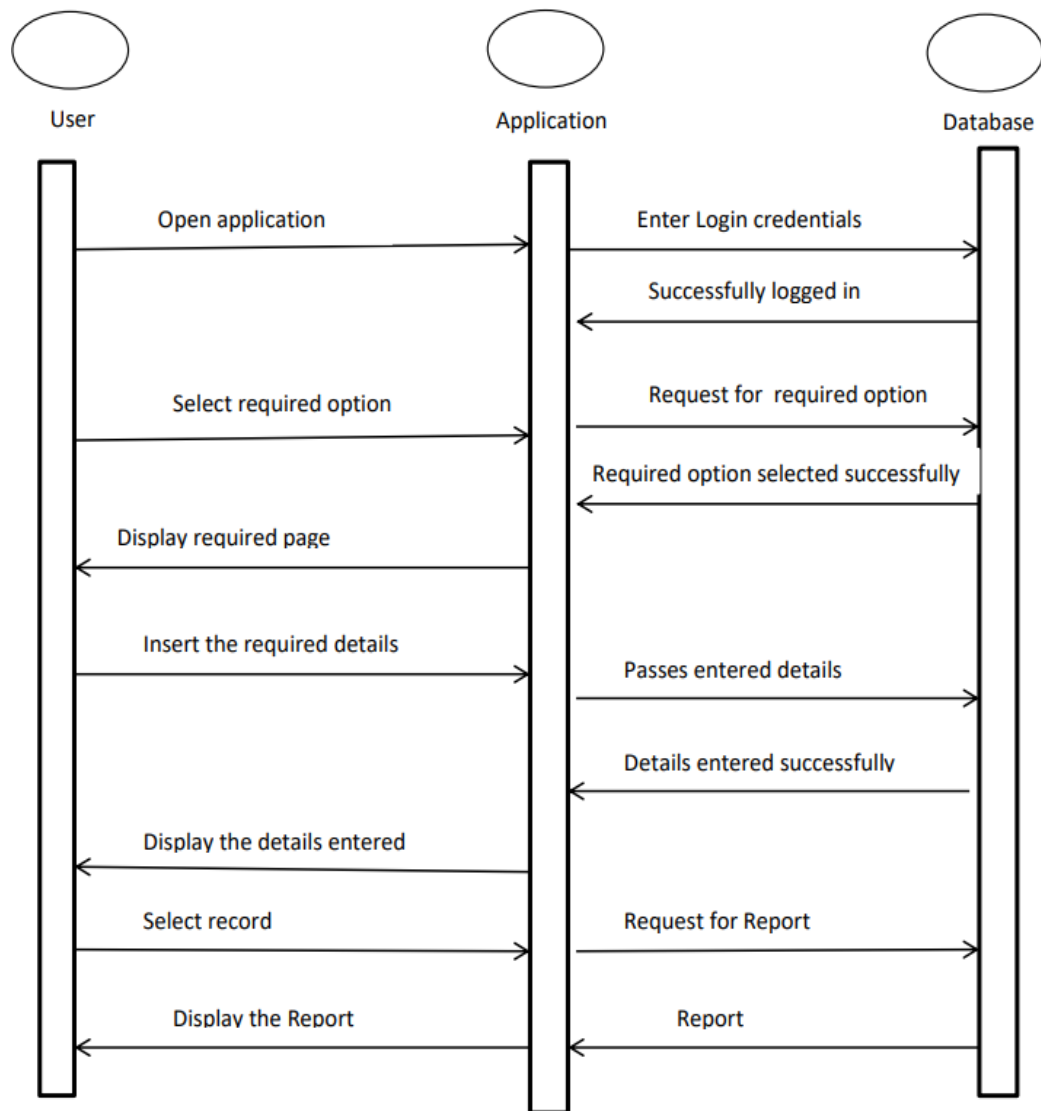 User
Application
Database
Open application
Enter Login credentials
Successfully logged in
Select required option
Request for required option
Required option selected successfully
Display required page
Insert the required details
Passes entered details
Details entered successfully
Display the details entered
Select record
Request for Report
Display the Report
Report